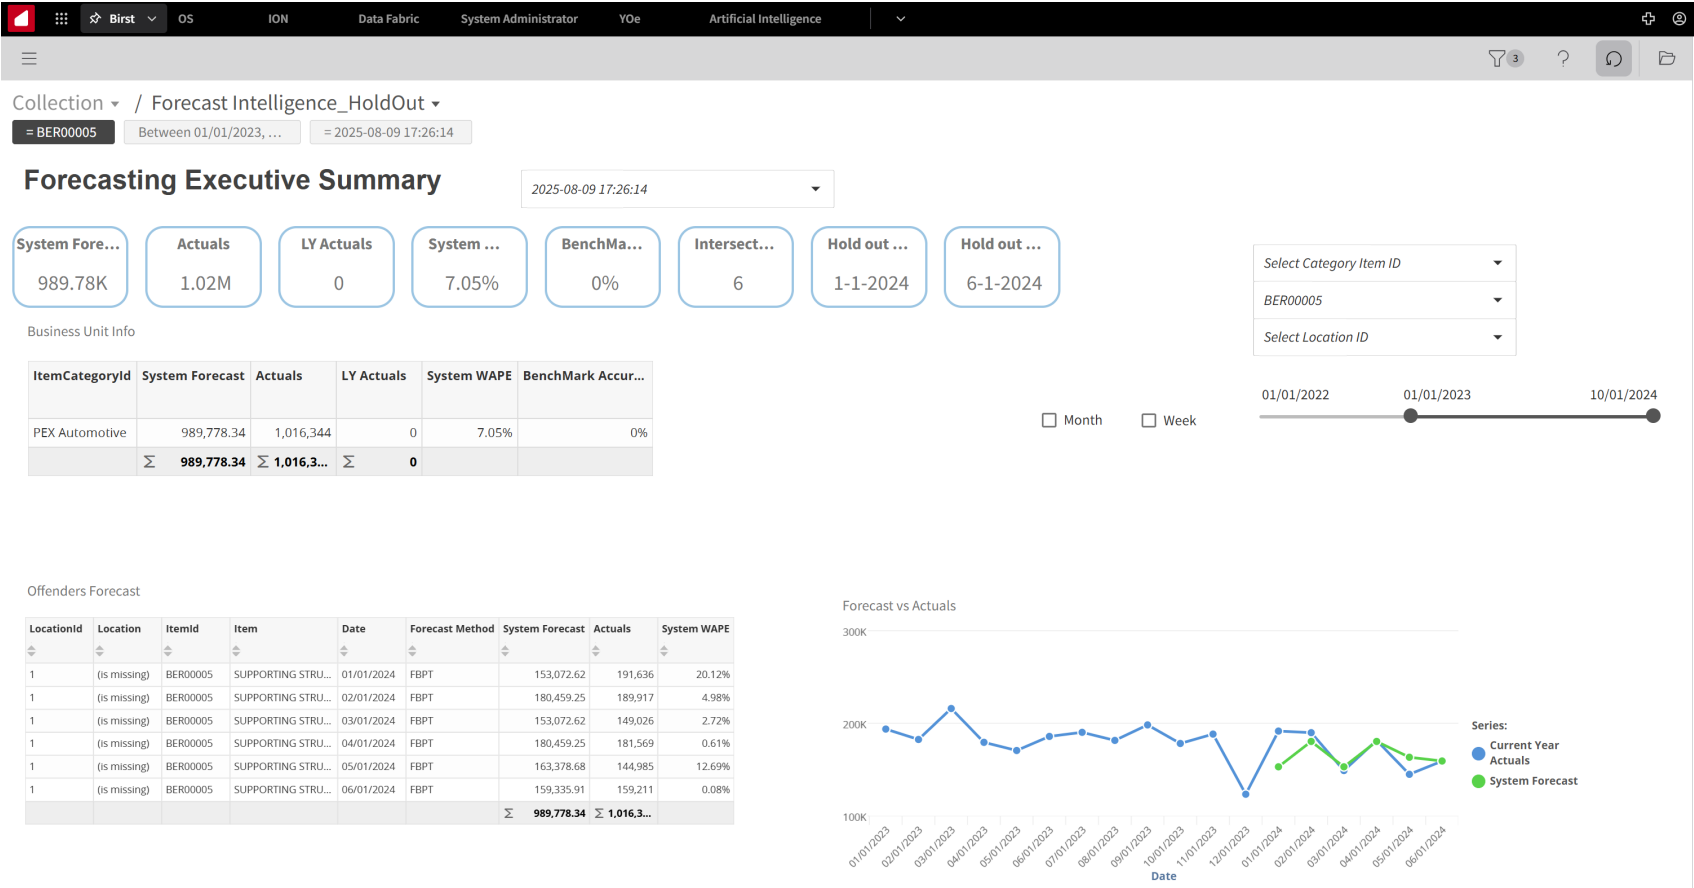 Birst OS ION Data Fabric System Administrator YOe Artificial Intelligence
3 ?
Collection / Forecast Intelligence_HoldOut
= BER00005 Between 01/01/2023, ... = 2025-08-09 17:26:14
Forecasting Executive Summary
2025-08-09 17:26:14
System Fore... Actuals LY Actuals System ... BenchMa... Intersect... Hold out ... Hold out ...
989.78K 1.02M 0 7.05% 0% 6 1-1-2024 6-1-2024
Select Category Item ID
BER00005
Select Location ID
01/01/2022 01/01/2023 10/01/2024
Month Week
Business Unit Info
ItemCategoryId System Forecast Actuals LY Actuals System WAPE BenchMark Accur...
PEX Automotive 989,778.34 1,016,344 0 7.05% 0%
Σ 989,778.34 Σ 1,016,3... Σ 0
Offenders Forecast
LocationId Location ItemId Item Date Forecast Method System Forecast Actuals System WAPE
1 (is missing) BER00005 SUPPORTING STRU... 01/01/2024 FBPT 153,072.62 191,636 20.12%
1 (is missing) BER00005 SUPPORTING STRU... 02/01/2024 FBPT 180,459.25 189,917 4.98%
1 (is missing) BER00005 SUPPORTING STRU... 03/01/2024 FBPT 153,072.62 149,026 2.72%
1 (is missing) BER00005 SUPPORTING STRU... 04/01/2024 FBPT 180,459.25 181,569 0.61%
1 (is missing) BER00005 SUPPORTING STRU... 05/01/2024 FBPT 163,378.68 144,985 12.69%
1 (is missing) BER00005 SUPPORTING STRU... 06/01/2024 FBPT 159,335.91 159,211 0.08%
Σ 989,778.34 Σ 1,016,3...
Forecast vs Actuals
300K
200K
100K
01/01/2023 02/01/2023 03/01/2023 04/01/2023 05/01/2023 06/01/2023 07/01/2023 08/01/2023 09/01/2023 10/01/2023 11/01/2023 12/01/2023 01/01/2024 02/01/2024 03/01/2024 04/01/2024 05/01/2024 06/01/2024
Date
Series:
Current Year
Actuals
System Forecast